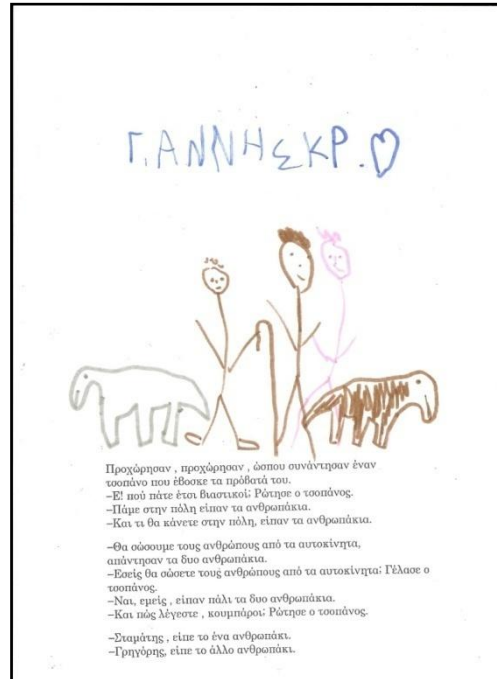 Γ.ΑΝΝΗΣ ΚΡ.
Προχώρησαν , προχώρησαν , ώσπου συνάντησαν έναν
τσοπάνο που έβοσκε τα πρόβατά του.
–Ε! πού πάτε έτσι βιαστικοί; Ρώτησε ο τσοπάνος.
–Πάμε στην πόλη είπαν τα ανθρωπάκια.
–Και τι θα κάνετε στην πόλη, είπαν τα ανθρωπάκια.
–Θα σώσουμε τους ανθρώπους από τα αυτοκίνητα,
απάντησαν τα δυο ανθρωπάκια.
–Εσείς θα σώσετε τους ανθρώπους από τα αυτοκίνητα; Γέλασε ο
τσοπάνος.
–Ναι, εμείς , είπαν πάλι τα δυο ανθρωπάκια.
–Και πώς λέγεστε , κουμπάροι; Ρώτησε ο τσοπάνος.
–Σταμάτης , είπε το ένα ανθρωπάκι.
–Γρηγόρης, είπε το άλλο ανθρωπάκι.